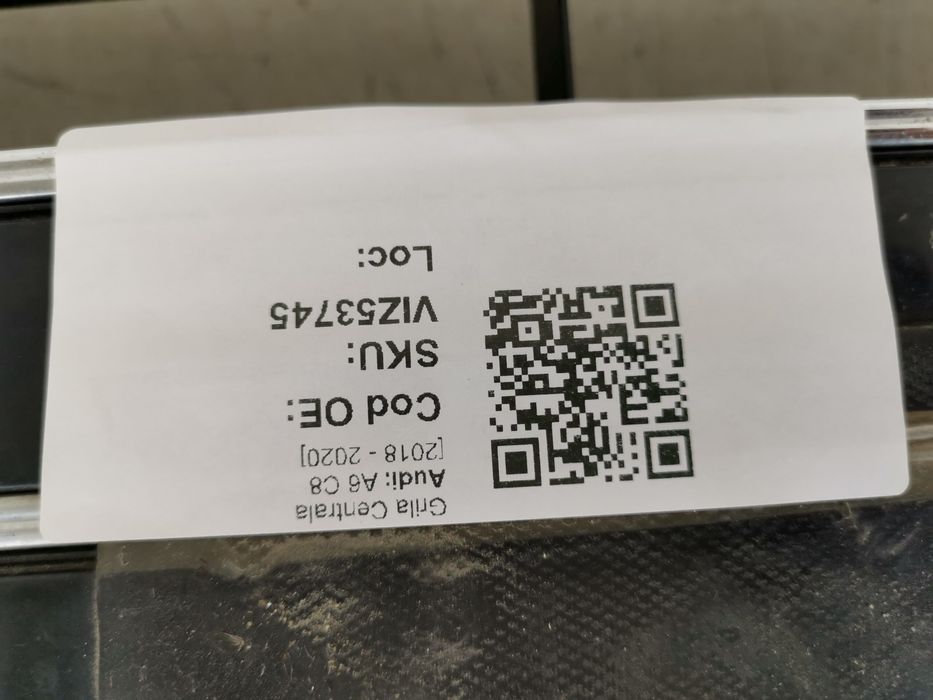 Grila Centrala
Audi: A6 C8
[2018 - 2020]
Cod OE:
SKU:
VIZ53745
Loc: